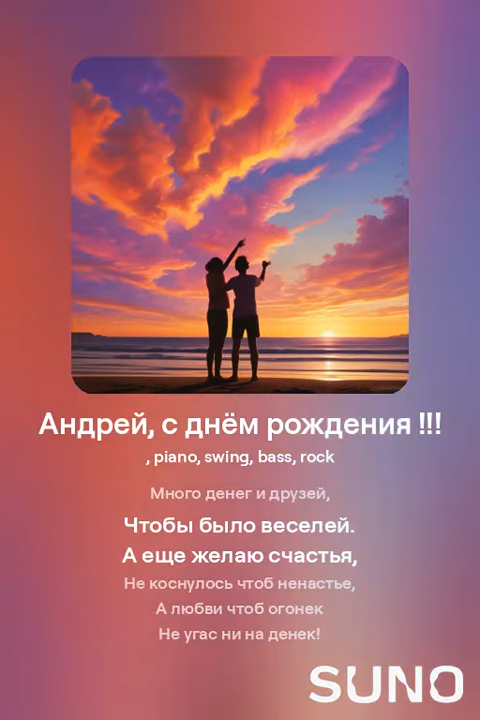 Андрей, с днём рождения !!!
, piano, swing, bass, rock
Много денег и друзей,
Чтобы было веселей.
А еще желаю счастья,
Не коснулось чтоб ненастье,
А любви чтоб огонек
Не угас ни на денек!
SUNO